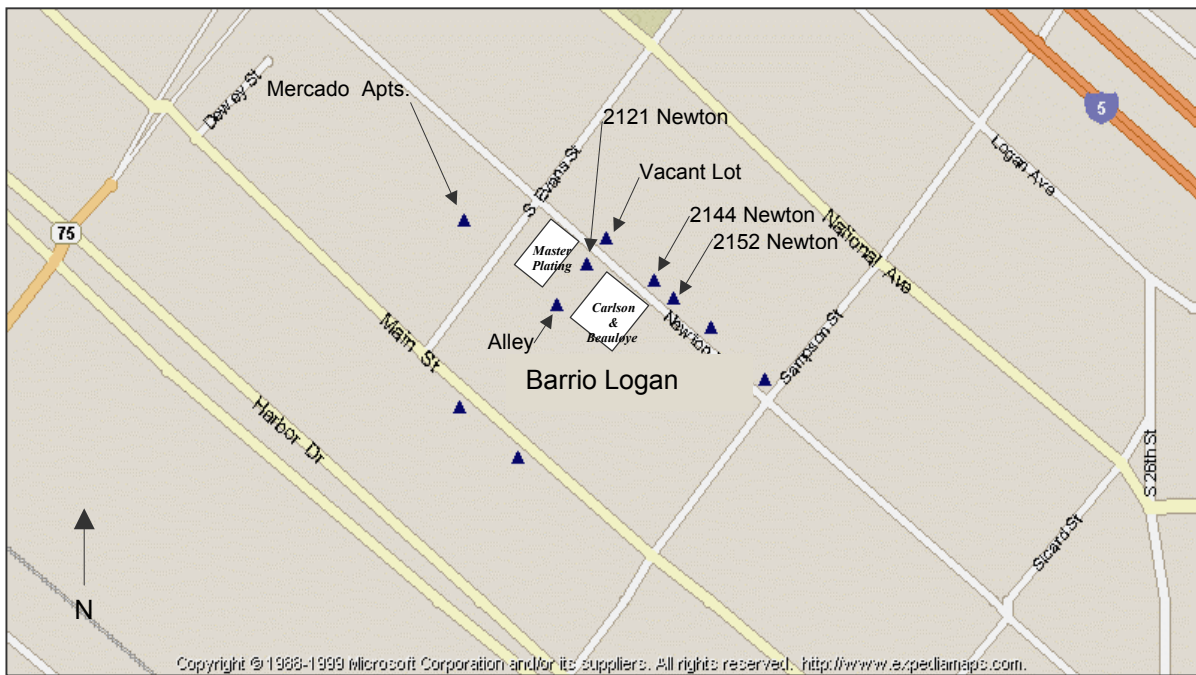 Dewey St
Mercado Apts.
5
2121 Newton
Logan Ave
S Evans St
Vacant Lot
2144 Newton
National Ave
75
2152 Newton
Master
Plating
Carlson
&
Beauloye
Newton
Alley
Main St
Sampson St
Barrio Logan
Harbor Dr
S 26th St
Sicard St
N
Copyright © 1988-1999 Microsoft Corporation and/or its suppliers. All rights reserved. http://www.expediamaps.com.